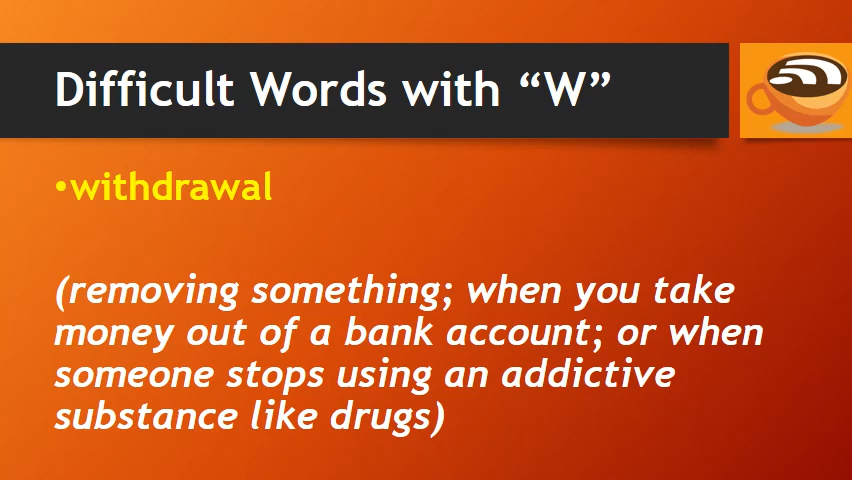 Difficult Words with “W”
•withdrawal
(removing something; when you take
money out of a bank account; or when
someone stops using an addictive
substance like drugs)